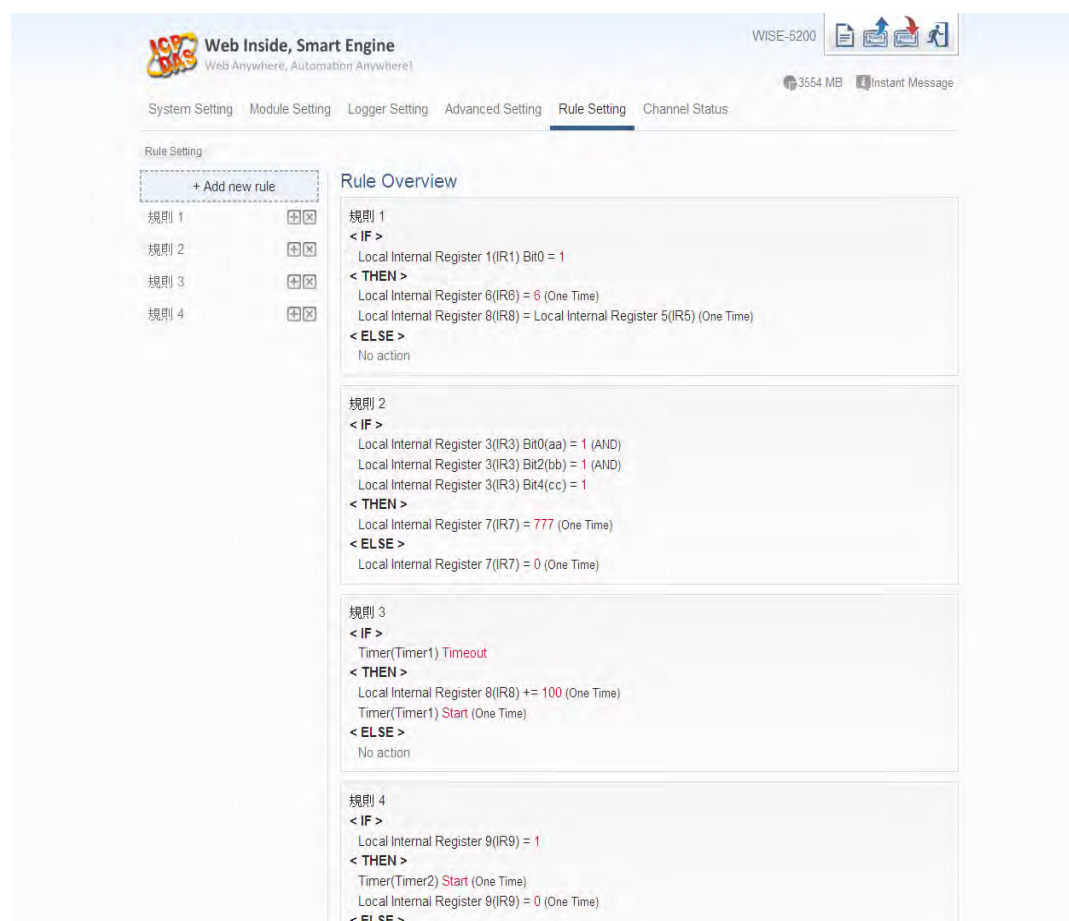 ICP DAS
Web Inside, Smart Engine
Web Anywhere, Automation Anywhere!
WISE-5200
3554 MB Instant Message
System Setting Module Setting Logger Setting Advanced Setting Rule Setting Channel Status
Rule Setting
+ Add new rule
規則 1
規則 2
規則 3
規則 4
Rule Overview
規則 1
< IF >
Local Internal Register 1(IR1) Bit0 = 1
< THEN >
Local Internal Register 6(IR6) = 6 (One Time)
Local Internal Register 8(IR8) = Local Internal Register 5(IR5) (One Time)
< ELSE >
No action
規則 2
< IF >
Local Internal Register 3(IR3) Bit0(aa) = 1 (AND)
Local Internal Register 3(IR3) Bit2(bb) = 1 (AND)
Local Internal Register 3(IR3) Bit4(cc) = 1
< THEN >
Local Internal Register 7(IR7) = 777 (One Time)
< ELSE >
Local Internal Register 7(IR7) = 0 (One Time)
規則 3
< IF >
Timer(Timer1) Timeout
< THEN >
Local Internal Register 8(IR8) += 100 (One Time)
Timer(Timer1) Start (One Time)
< ELSE >
No action
規則 4
< IF >
Local Internal Register 9(IR9) = 1
< THEN >
Timer(Timer2) Start (One Time)
Local Internal Register 9(IR9) = 0 (One Time)
< ELSE >